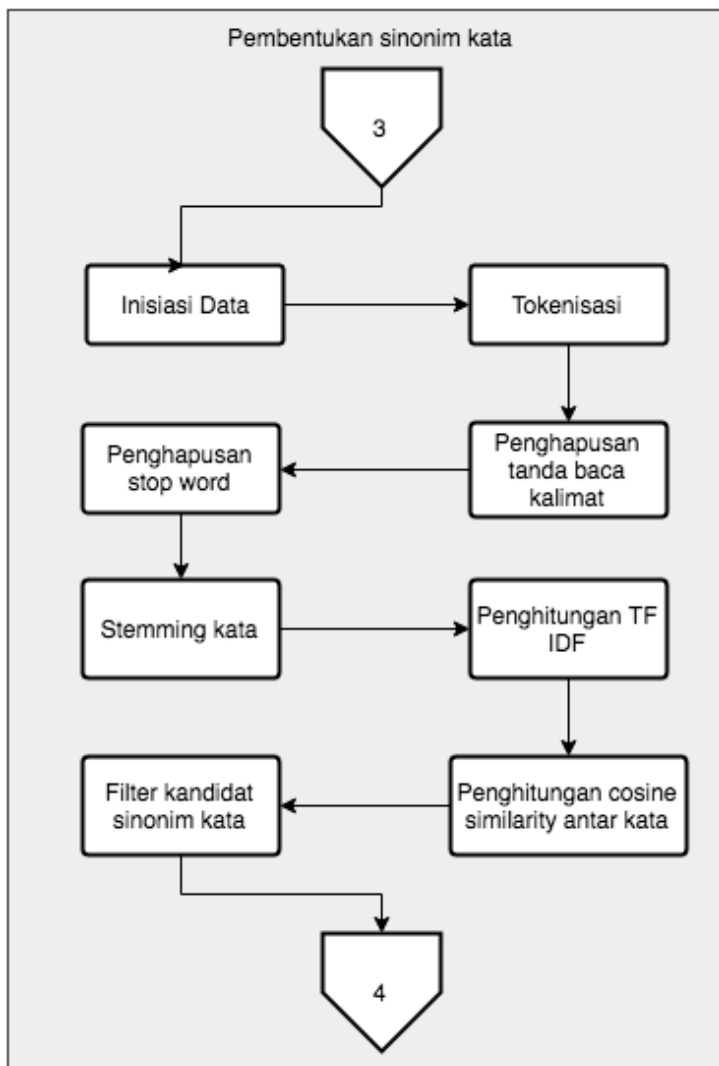 Pembentukan sinonim kata
3
Inisiasi Data
Tokenisasi
Penghapusan
tanda baca
kalimat
Penghapusan
stop word
Stemming kata
Penghitungan TF
IDF
Penghitungan cosine
similarity antar kata
Filter kandidat
sinonim kata
4